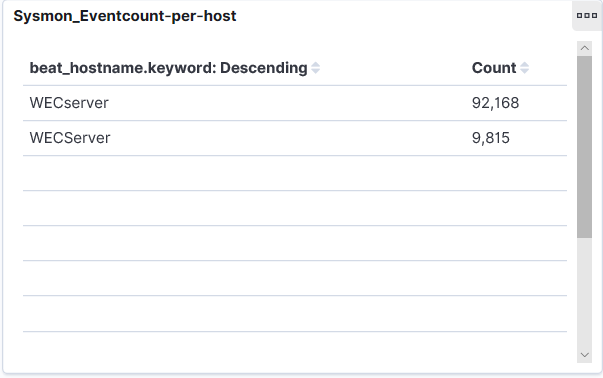 Sysmon_Eventcount-per-host
beat_hostname.keyword: Descending Count
WECserver 92,168
WECServer 9,815